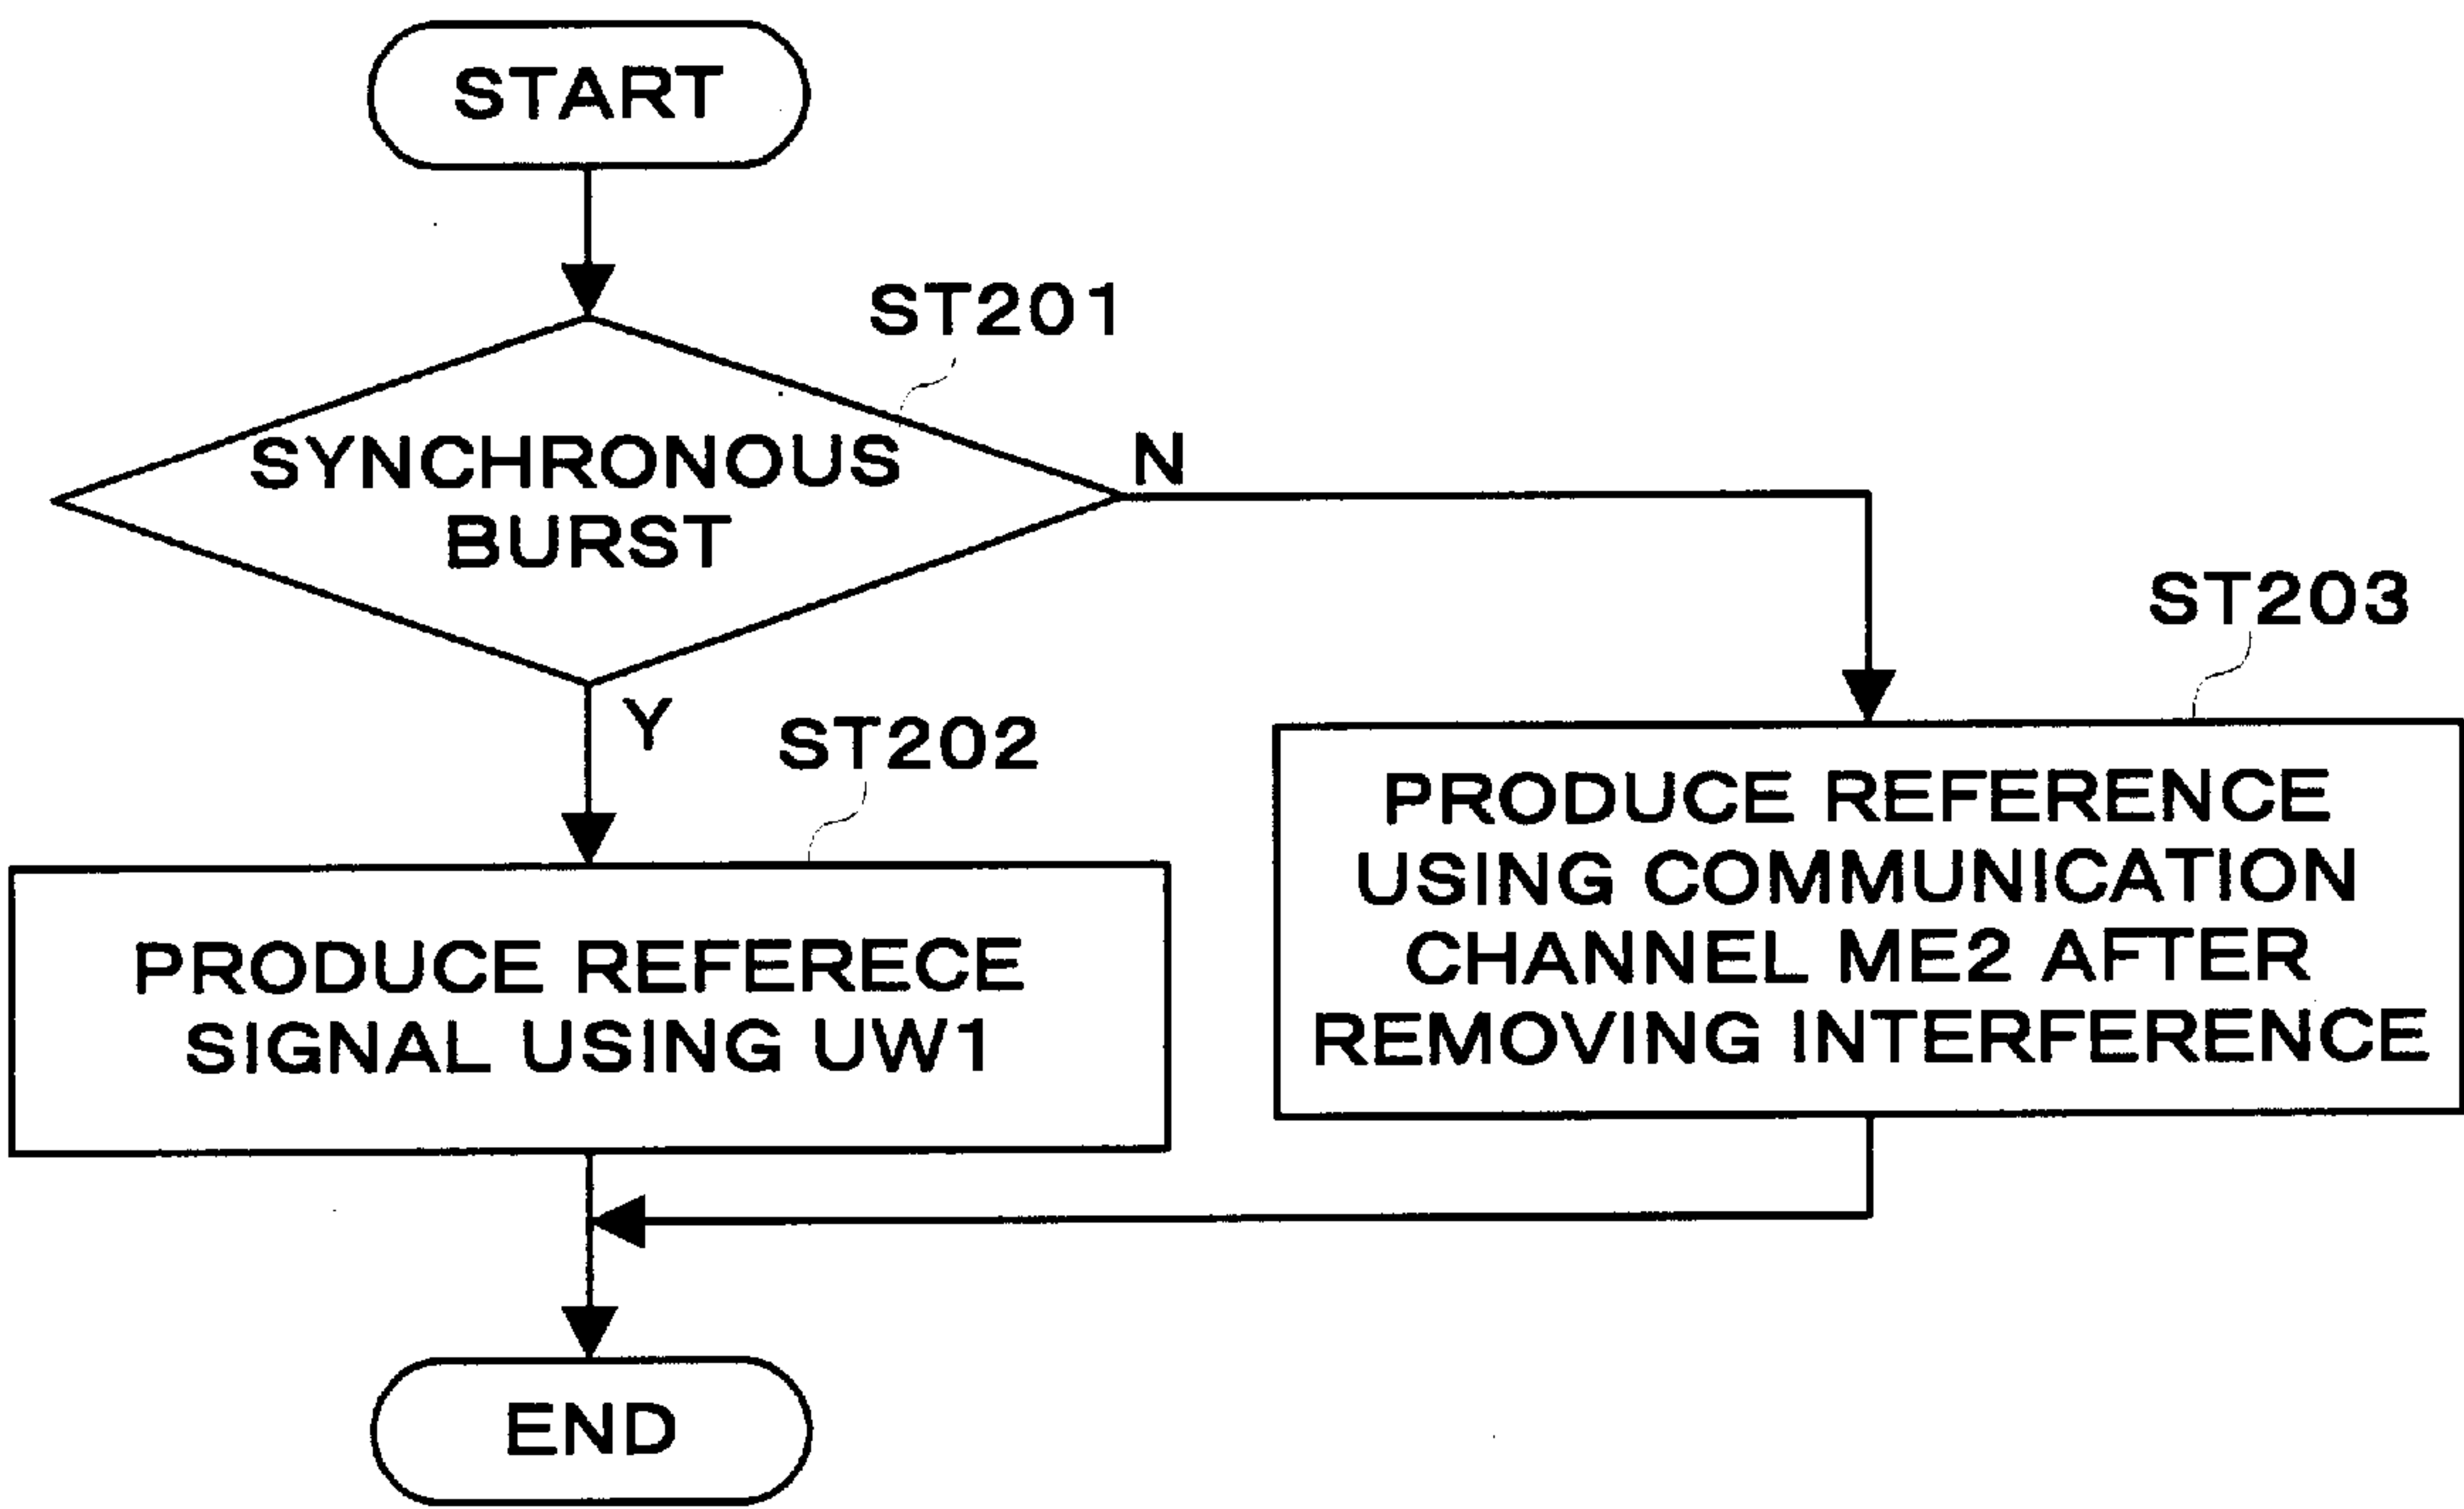 START
ST201
SYNCHRONOUS
BURST
N
Y
ST202
PRODUCE REFERECE
SIGNAL USING UW1
ST203
PRODUCE REFERENCE
USING COMMUNICATION
CHANNEL ME2 AFTER
REMOVING INTERFERENCE
END